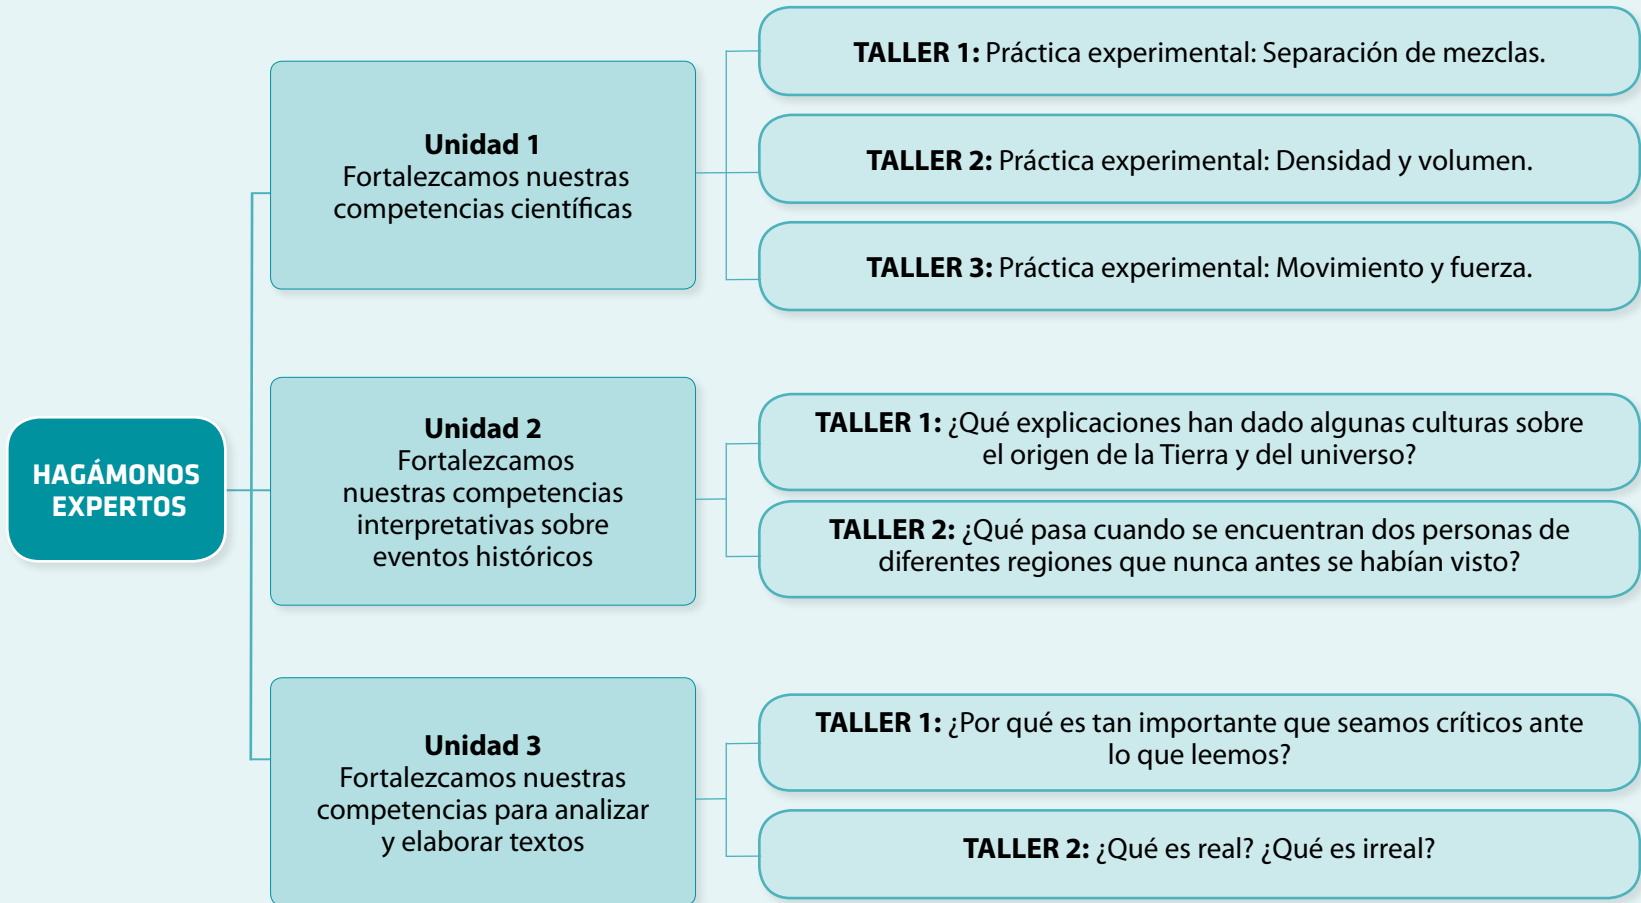 HAGÁMONOS
EXPERTOS
Unidad 1
Fortalezcamos nuestras
competencias científicas
TALLER 1: Práctica experimental: Separación de mezclas.
TALLER 2: Práctica experimental: Densidad y volumen.
TALLER 3: Práctica experimental: Movimiento y fuerza.
Unidad 2
Fortalezcamos
nuestras competencias
interpretativas sobre
eventos históricos
TALLER 1: ¿Qué explicaciones han dado algunas culturas sobre
el origen de la Tierra y del universo?
TALLER 2: ¿Qué pasa cuando se encuentran dos personas de
diferentes regiones que nunca antes se habían visto?
Unidad 3
Fortalezcamos nuestras
competencias para analizar
y elaborar textos
TALLER 1: ¿Por qué es tan importante que seamos críticos ante
lo que leemos?
TALLER 2: ¿Qué es real? ¿Qué es irreal?